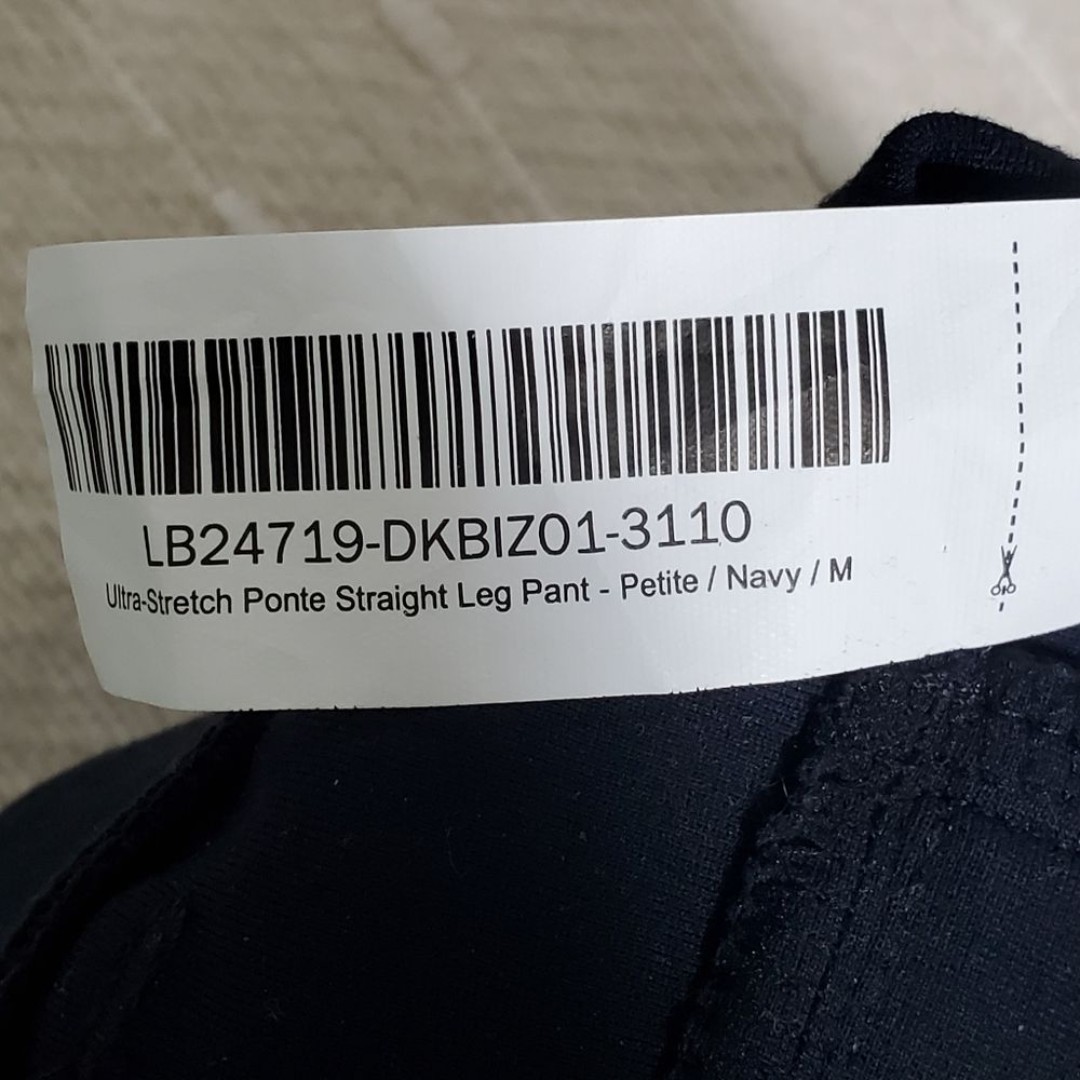 LB24719-DKBIZ01-3110
Ultra-Stretch Ponte Straight Leg Pant - Petite / Navy / M